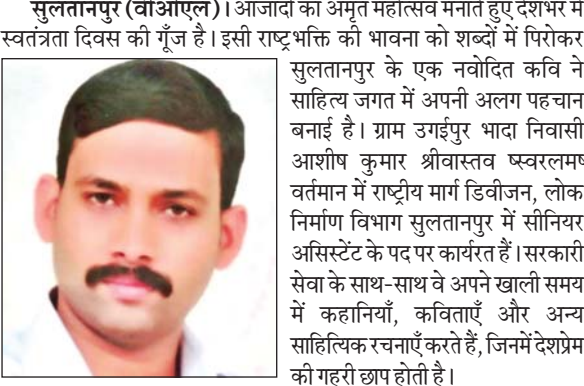 सुलतानपुर (वीओएल)। आजादी का अमृत महोत्सव मनाते हुए देशभर में
स्वतंत्रता दिवस की गूँज है। इसी राष्ट्रभक्ति की भावना को शब्दों में पिरोकर
सुलतानपुर के एक नवोदित कवि ने
साहित्य जगत में अपनी अलग पहचान
बनाई है। ग्राम उगईपुर भादा निवासी
आशीष कुमार श्रीवास्तव ष्स्वरलमष्
वर्तमान में राष्ट्रीय मार्ग डिवीजन, लोक
निर्माण विभाग सुलतानपुर में सीनियर
असिस्टेंट के पद पर कार्यरत हैं। सरकारी
सेवा के साथ-साथ वे अपने खाली समय
में कहानियाँ, कविताएँ और अन्य
साहित्यिक रचनाएँ करते हैं, जिनमें देशप्रेम
की गहरी छाप होती है।